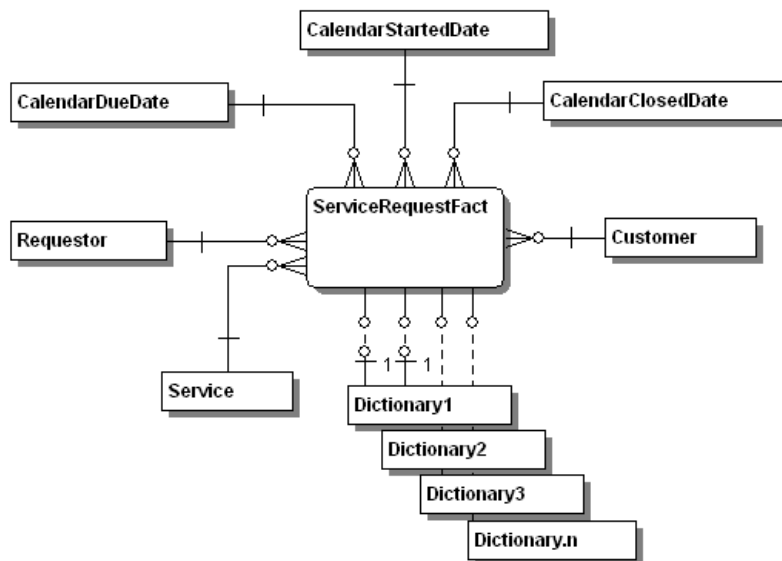 CalendarStartedDate
CalendarDueDate
CalendarClosedDate
ServiceRequestFact
Requestor
Customer
1
1
Service
Dictionary1
Dictionary2
Dictionary3
Dictionary.n